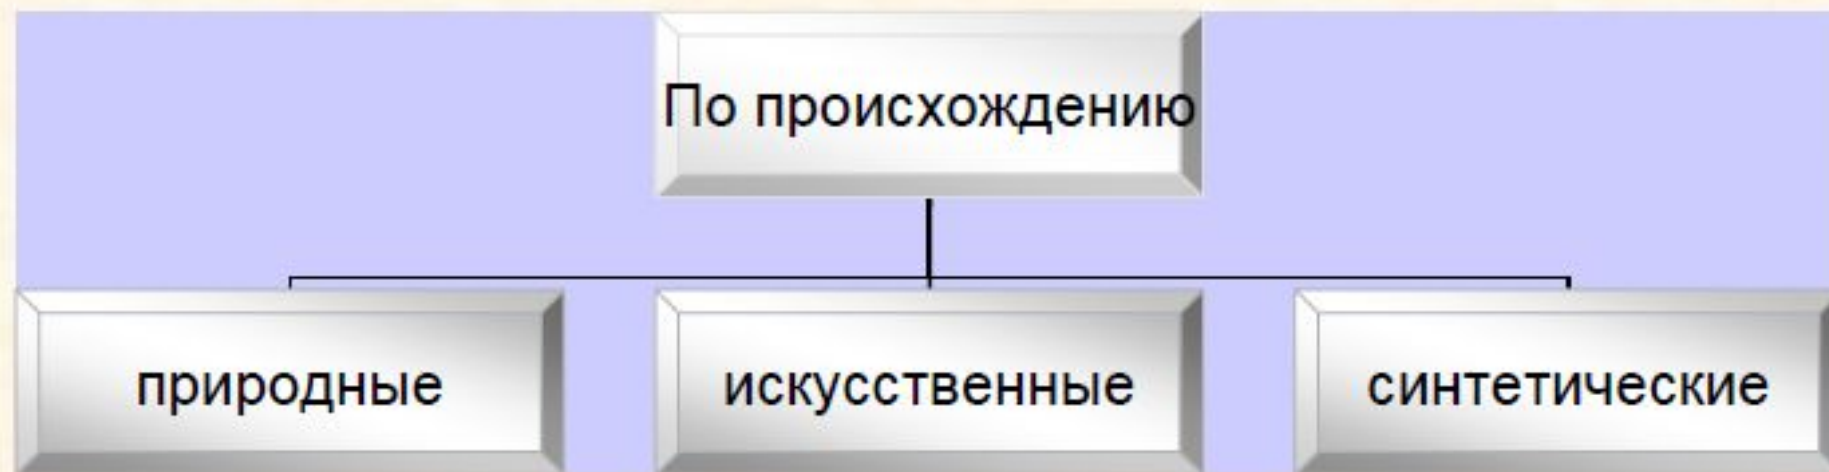 По происхождению
природные
искусственные
синтетические